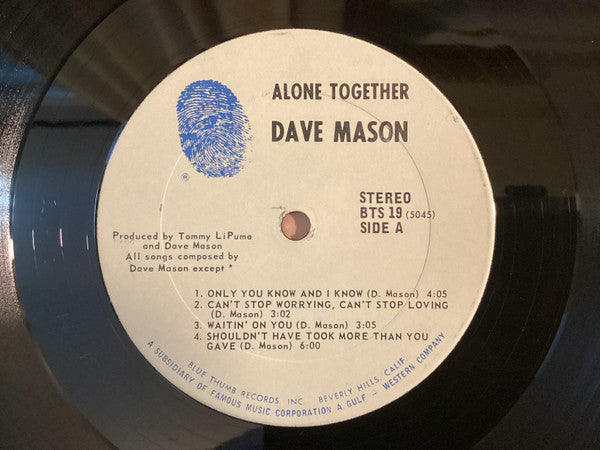 ALONE TOGETHER
DAVE MASON
®
STEREO
BTS 19 (5045)
SIDE A
Produced by Tommy LiPuma
and Dave Mason
All songs composed by
Dave Mason except *
1. ONLY YOU KNOW AND I KNOW (D. Mason) 4:05
2. CAN'T STOP WORRYING, CAN'T STOP LOVING
(D. Mason) 3:02
3. WAITIN' ON YOU (D. Mason) 3:05
4. SHOULDN'T HAVE TOOK MORE THAN YOU
GAVE (D. Mason) 6:00
BLUE THUMB RECORDS, INC. BEVERLY HILLS, CALIF.
A SUBSIDIARY OF FAMOUS MUSIC CORPORATION A GULF + WESTERN COMPANY